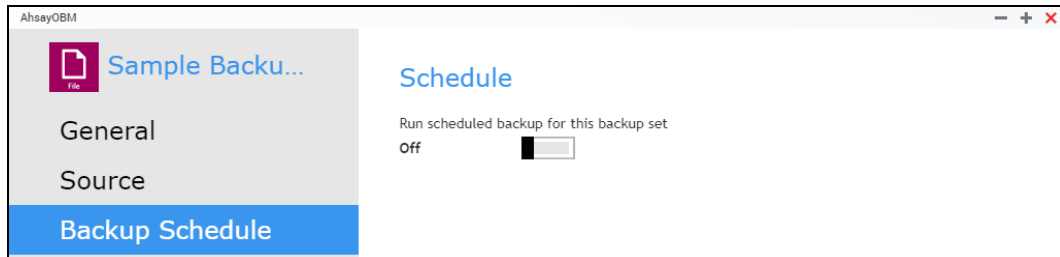 AhsayOBM
Sample Backu...
File
General
Source
Backup Schedule
Schedule
Run scheduled backup for this backup set
Off